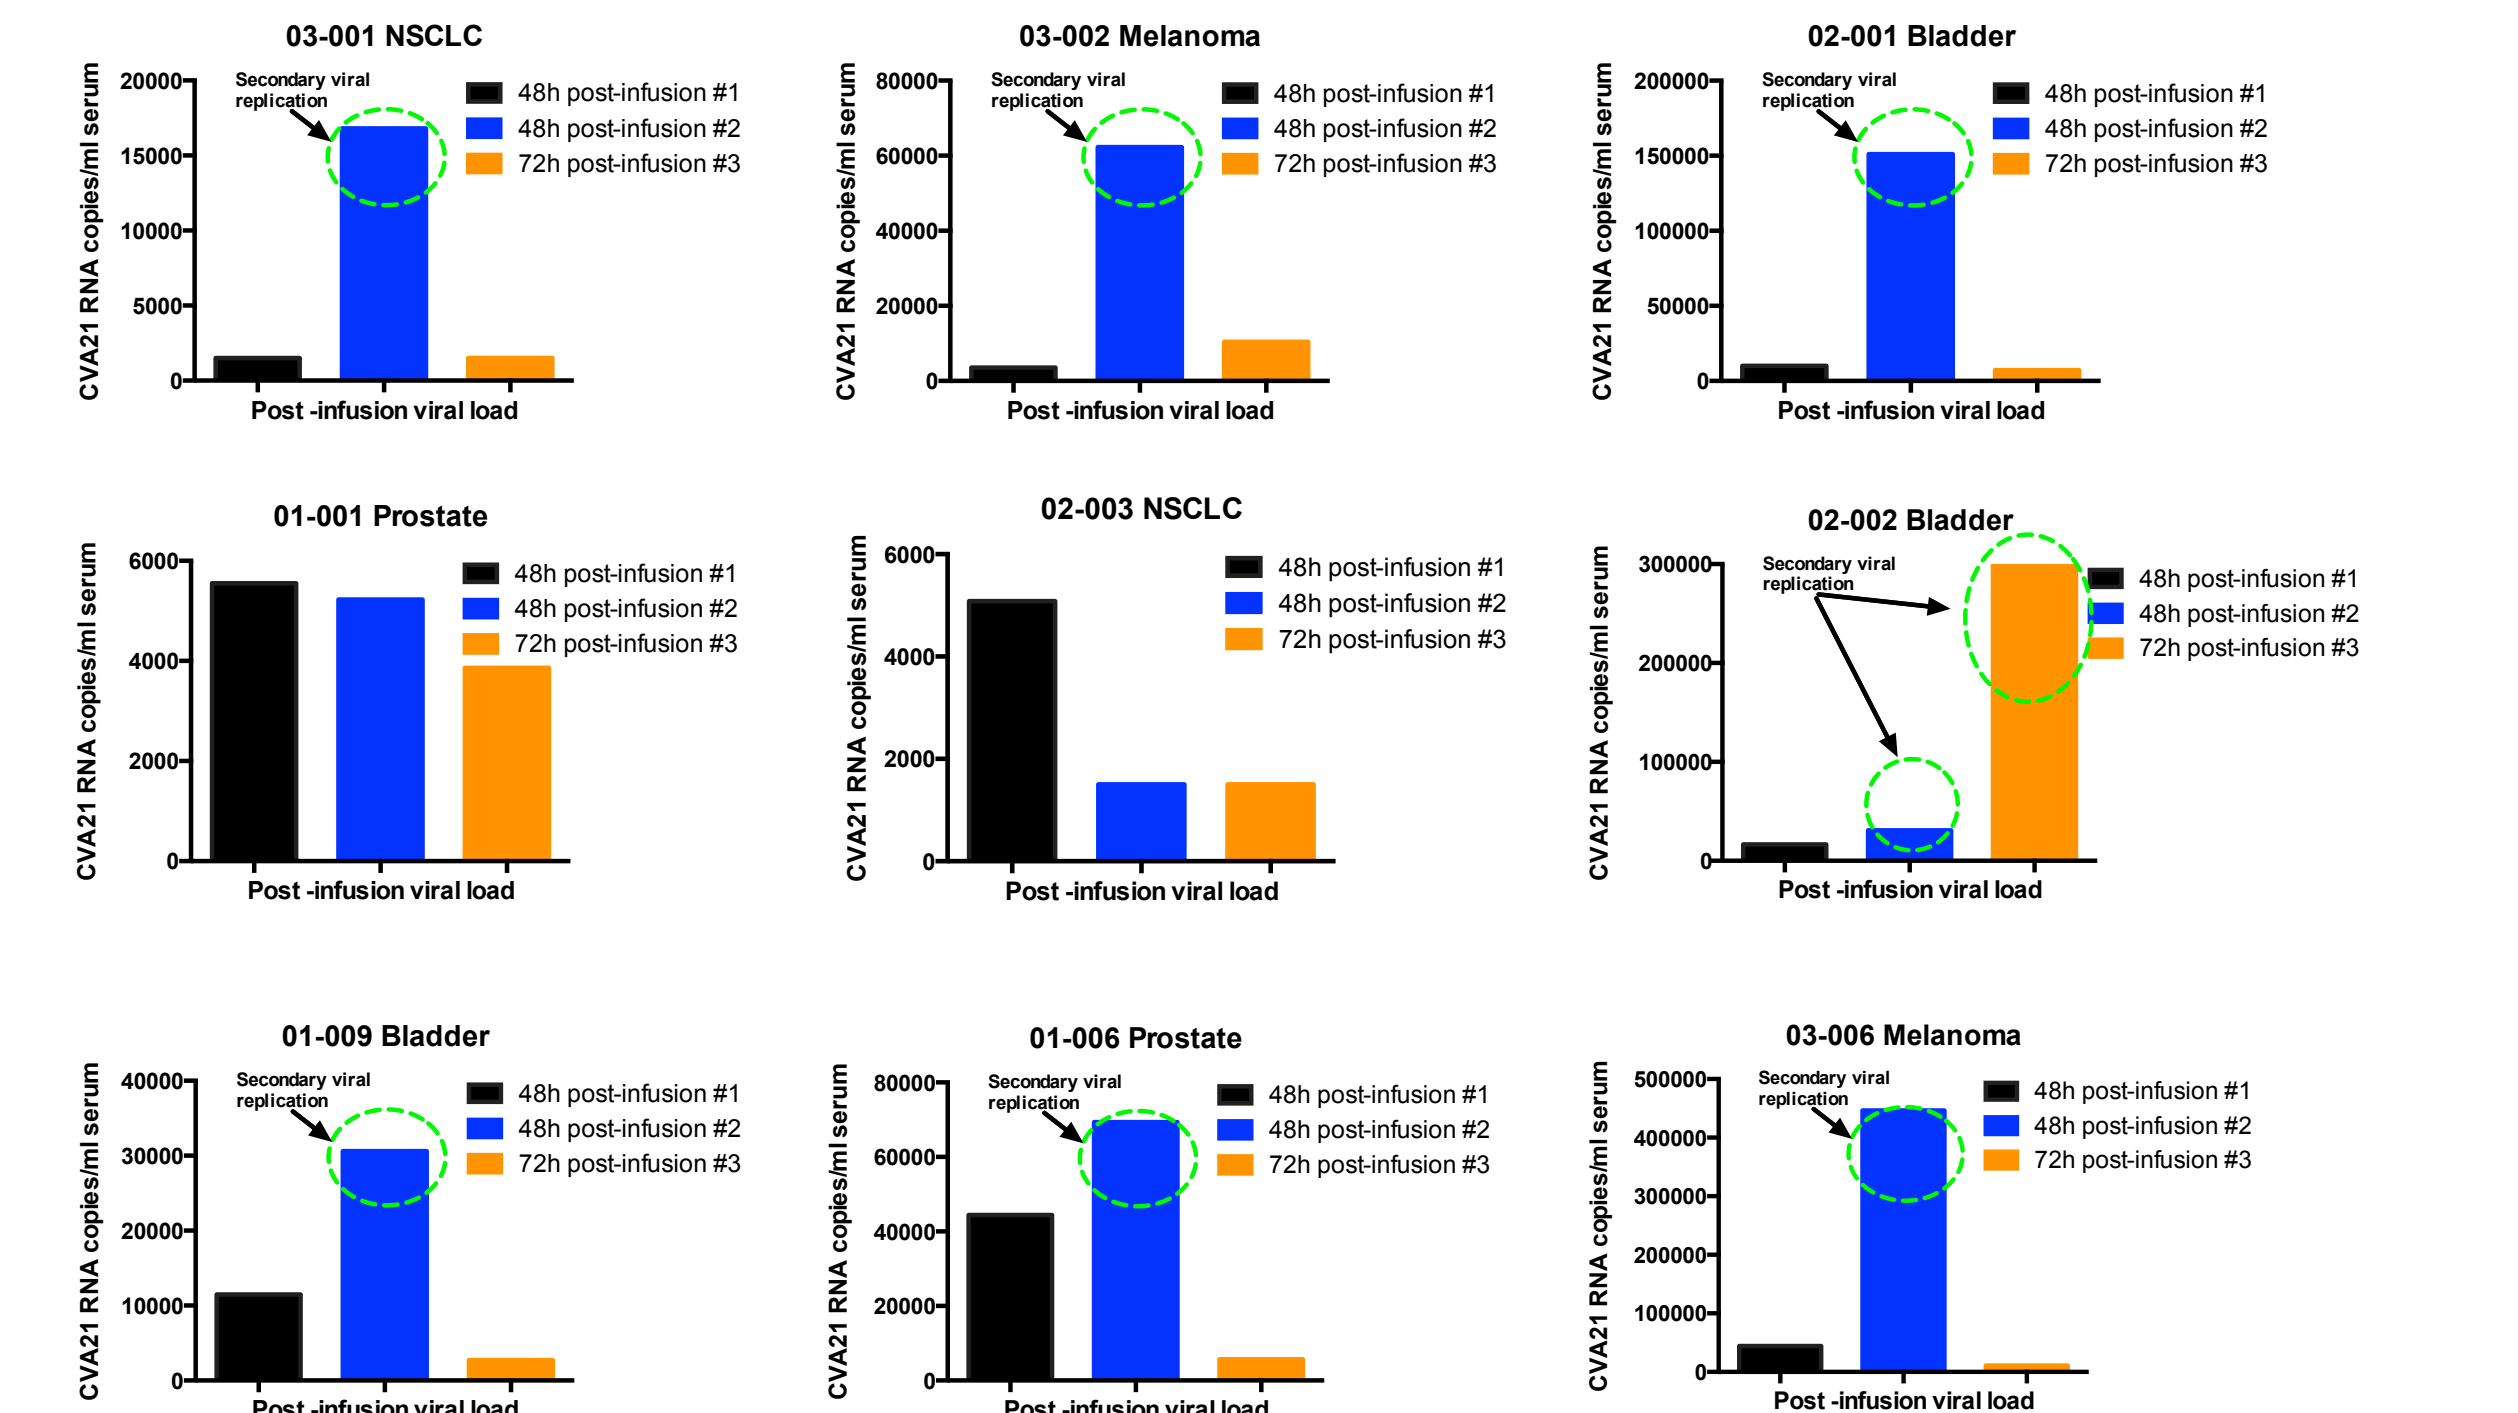 03-001 NSCLC
CVA21 RNA copies/ml serum
20000
15000
10000
5000
0
Secondary viral
replication
48h post-infusion #1
48h post-infusion #2
72h post-infusion #3
Post -infusion viral load
03-002 Melanoma
CVA21 RNA copies/ml serum
80000
60000
40000
20000
0
Secondary viral
replication
48h post-infusion #1
48h post-infusion #2
72h post-infusion #3
Post -infusion viral load
02-001 Bladder
CVA21 RNA copies/ml serum
200000
150000
100000
50000
0
Secondary viral
replication
48h post-infusion #1
48h post-infusion #2
72h post-infusion #3
Post -infusion viral load
01-001 Prostate
CVA21 RNA copies/ml serum
6000
4000
2000
0
48h post-infusion #1
48h post-infusion #2
72h post-infusion #3
Post -infusion viral load
02-003 NSCLC
CVA21 RNA copies/ml serum
6000
4000
2000
0
48h post-infusion #1
48h post-infusion #2
72h post-infusion #3
Post -infusion viral load
02-002 Bladder
CVA21 RNA copies/ml serum
300000
200000
100000
0
Secondary viral
replication
48h post-infusion #1
48h post-infusion #2
72h post-infusion #3
Post -infusion viral load
01-009 Bladder
CVA21 RNA copies/ml serum
40000
30000
20000
10000
0
Secondary viral
replication
48h post-infusion #1
48h post-infusion #2
72h post-infusion #3
Post -infusion viral load
01-006 Prostate
CVA21 RNA copies/ml serum
80000
60000
40000
20000
0
Secondary viral
replication
48h post-infusion #1
48h post-infusion #2
72h post-infusion #3
Post -infusion viral load
03-006 Melanoma
CVA21 RNA copies/ml serum
500000
400000
300000
200000
100000
0
Secondary viral
replication
48h post-infusion #1
48h post-infusion #2
72h post-infusion #3
Post -infusion viral load